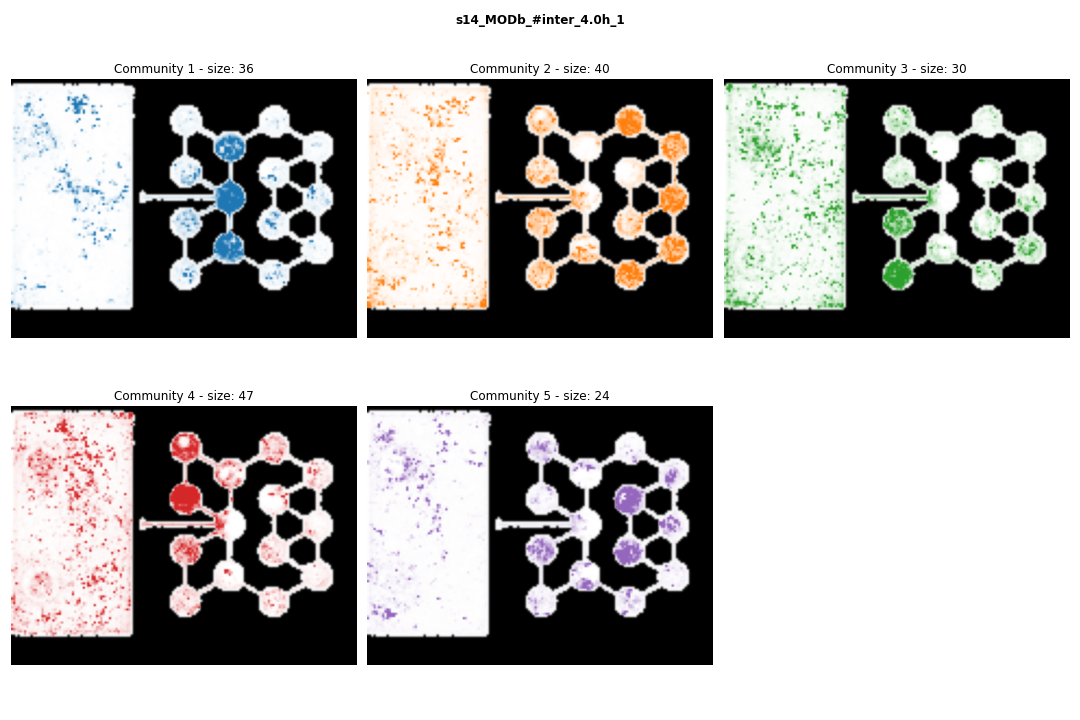 s14_MODb_#inter_4.0h_1
Community 1 - size: 36
Community 2 - size: 40
Community 3 - size: 30
Community 4 - size: 47
Community 5 - size: 24